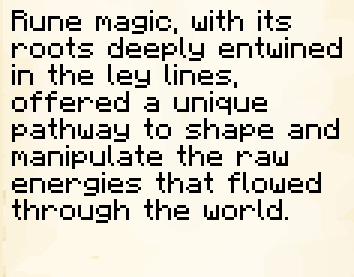 Rune magic, with its
roots deeply entwined
in the ley lines,
offered a unique
pathway to shape and
manipulate the raw
energies that flowed
through the world.